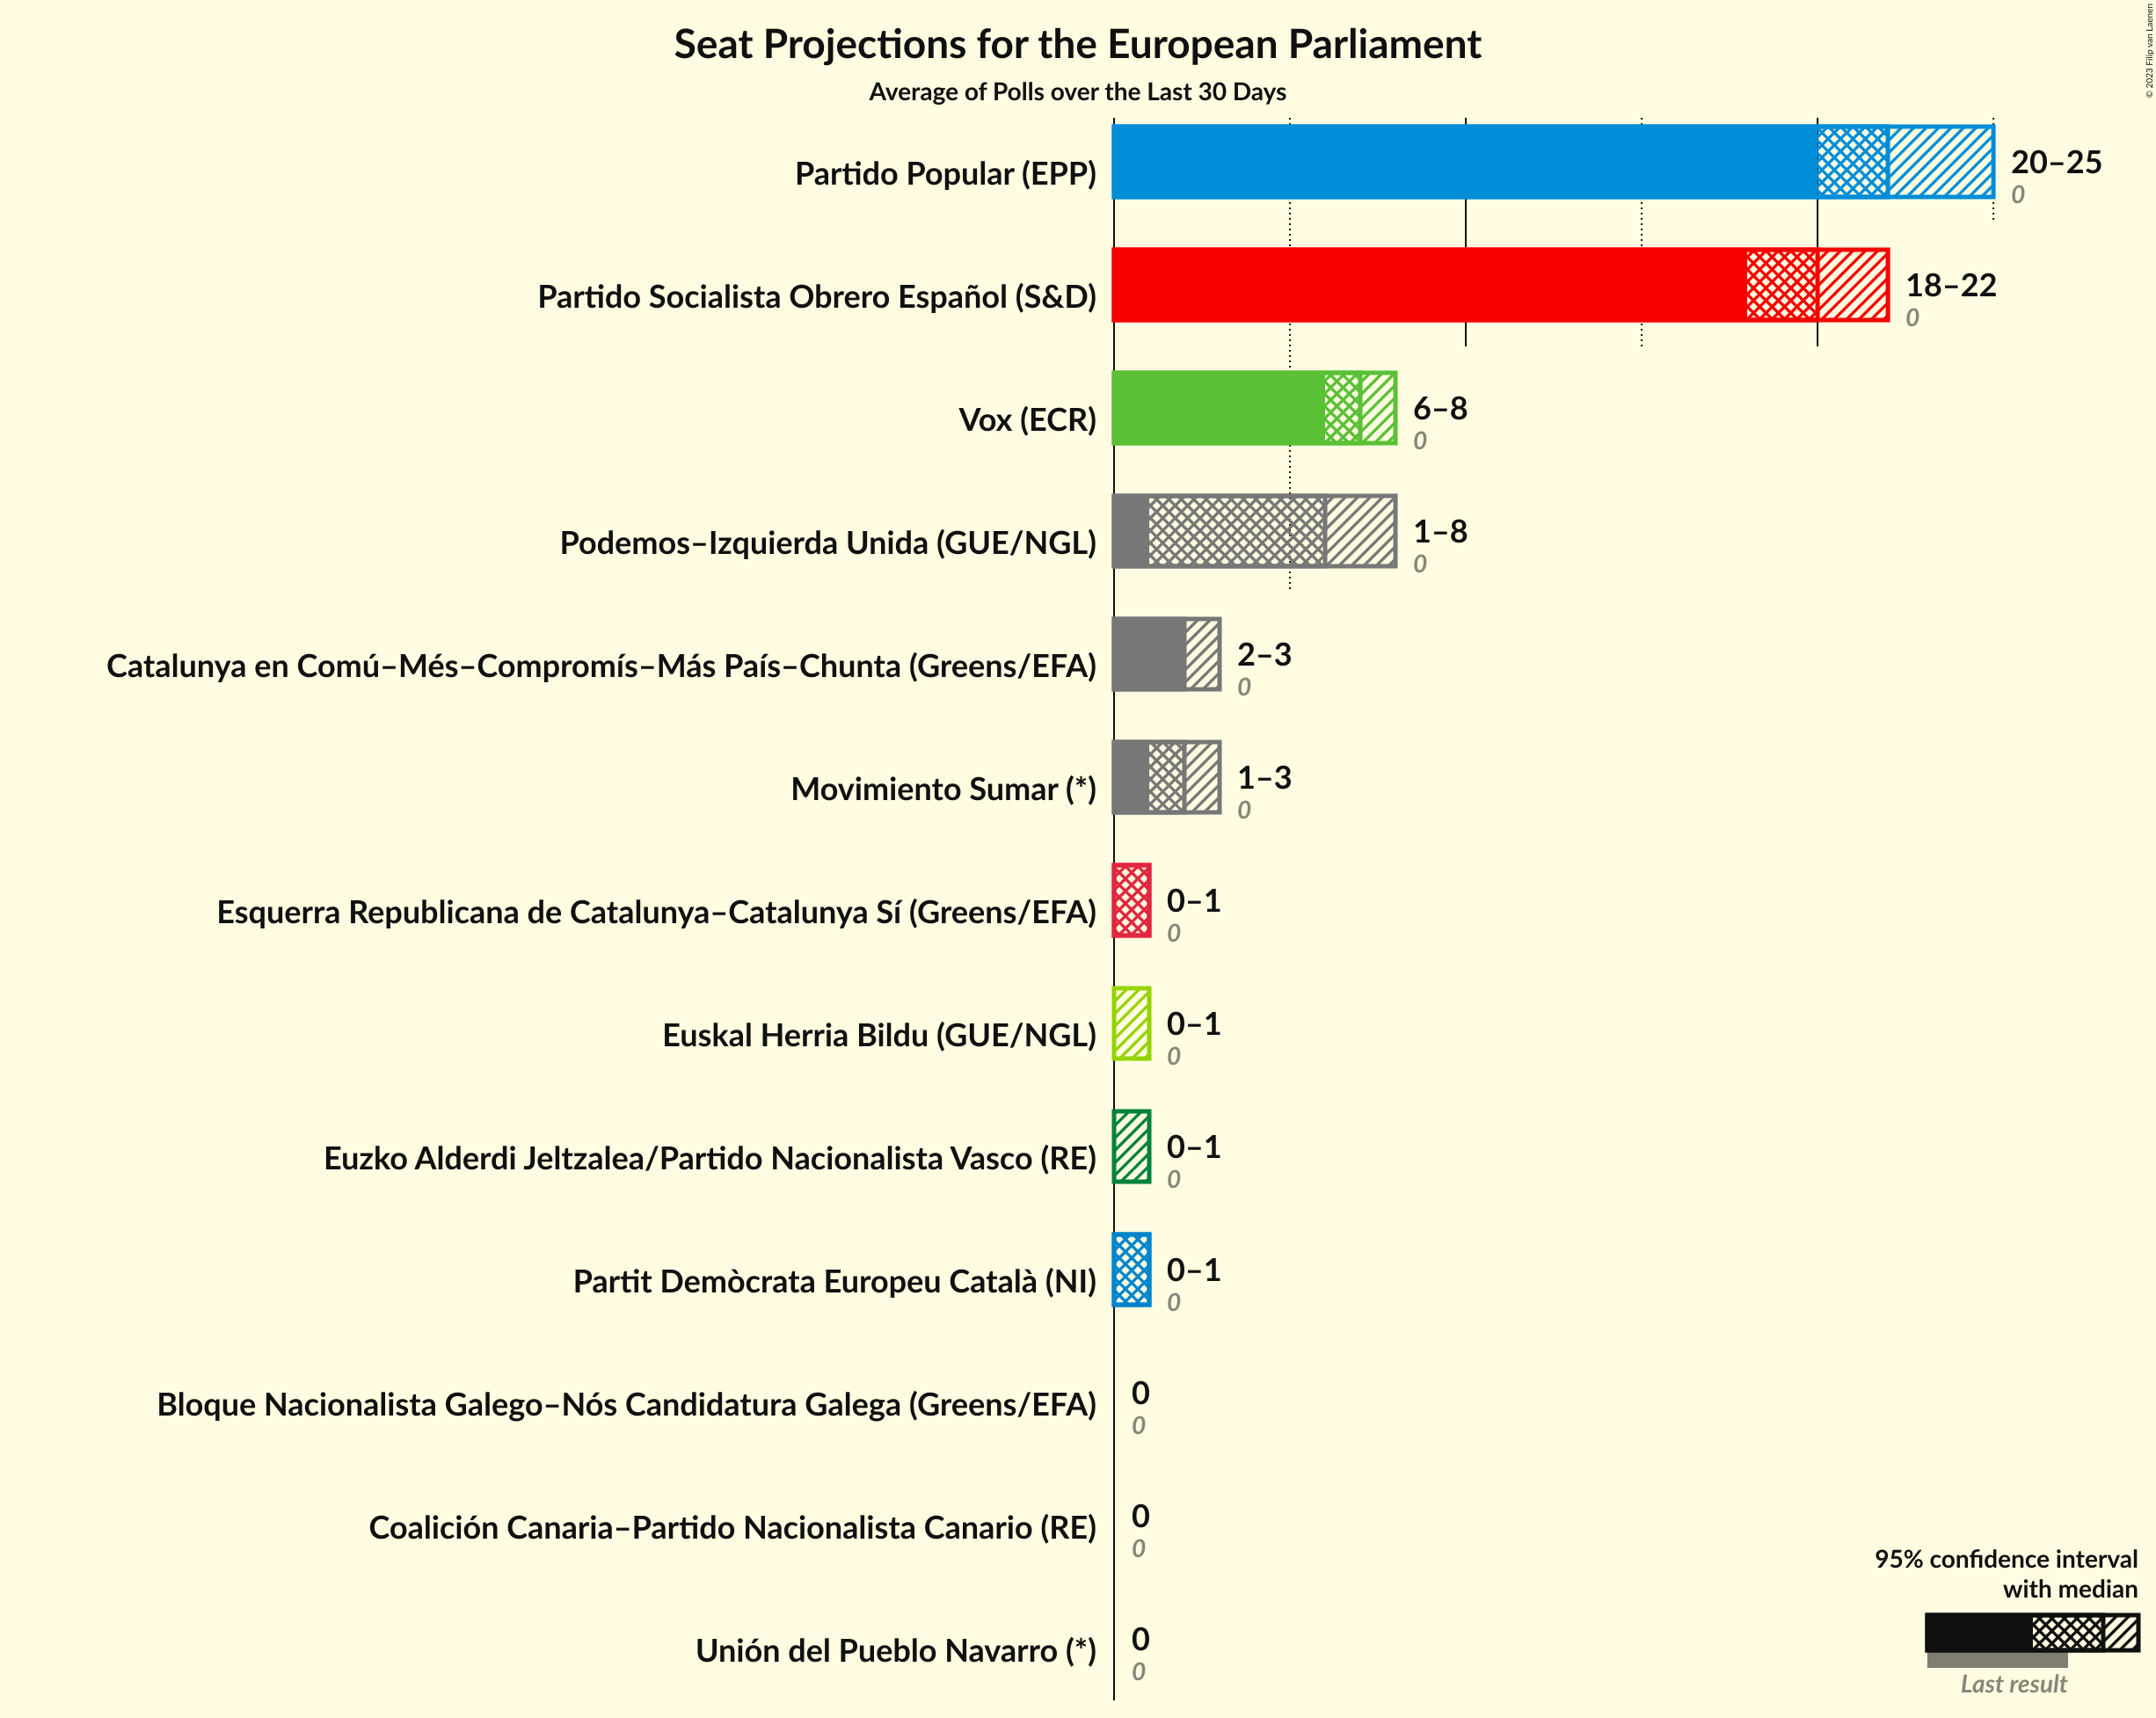 Seat Projections for the European Parliament
Average of Polls over the Last 30 Days
© 2023 Filip van Laenen
Partido Popular (EPP)
20–25
0
Partido Socialista Obrero Español (S&D)
18–22
0
Vox (ECR)
6–8
0
Podemos–Izquierda Unida (GUE/NGL)
1–8
0
Catalunya en Comú–Més–Compromís–Más País–Chunta (Greens/EFA)
2–3
0
Movimiento Sumar (*)
1–3
0
Esquerra Republicana de Catalunya–Catalunya Sí (Greens/EFA)
0–1
0
Euskal Herria Bildu (GUE/NGL)
0–1
0
Euzko Alderdi Jeltzalea/Partido Nacionalista Vasco (RE)
0–1
0
Partit Demòcrata Europeu Català (NI)
0–1
0
Bloque Nacionalista Galego–Nós Candidatura Galega (Greens/EFA)
0
0
Coalición Canaria–Partido Nacionalista Canario (RE)
0
0
Unión del Pueblo Navarro (*)
0
0
95% confidence interval
with median
Last result